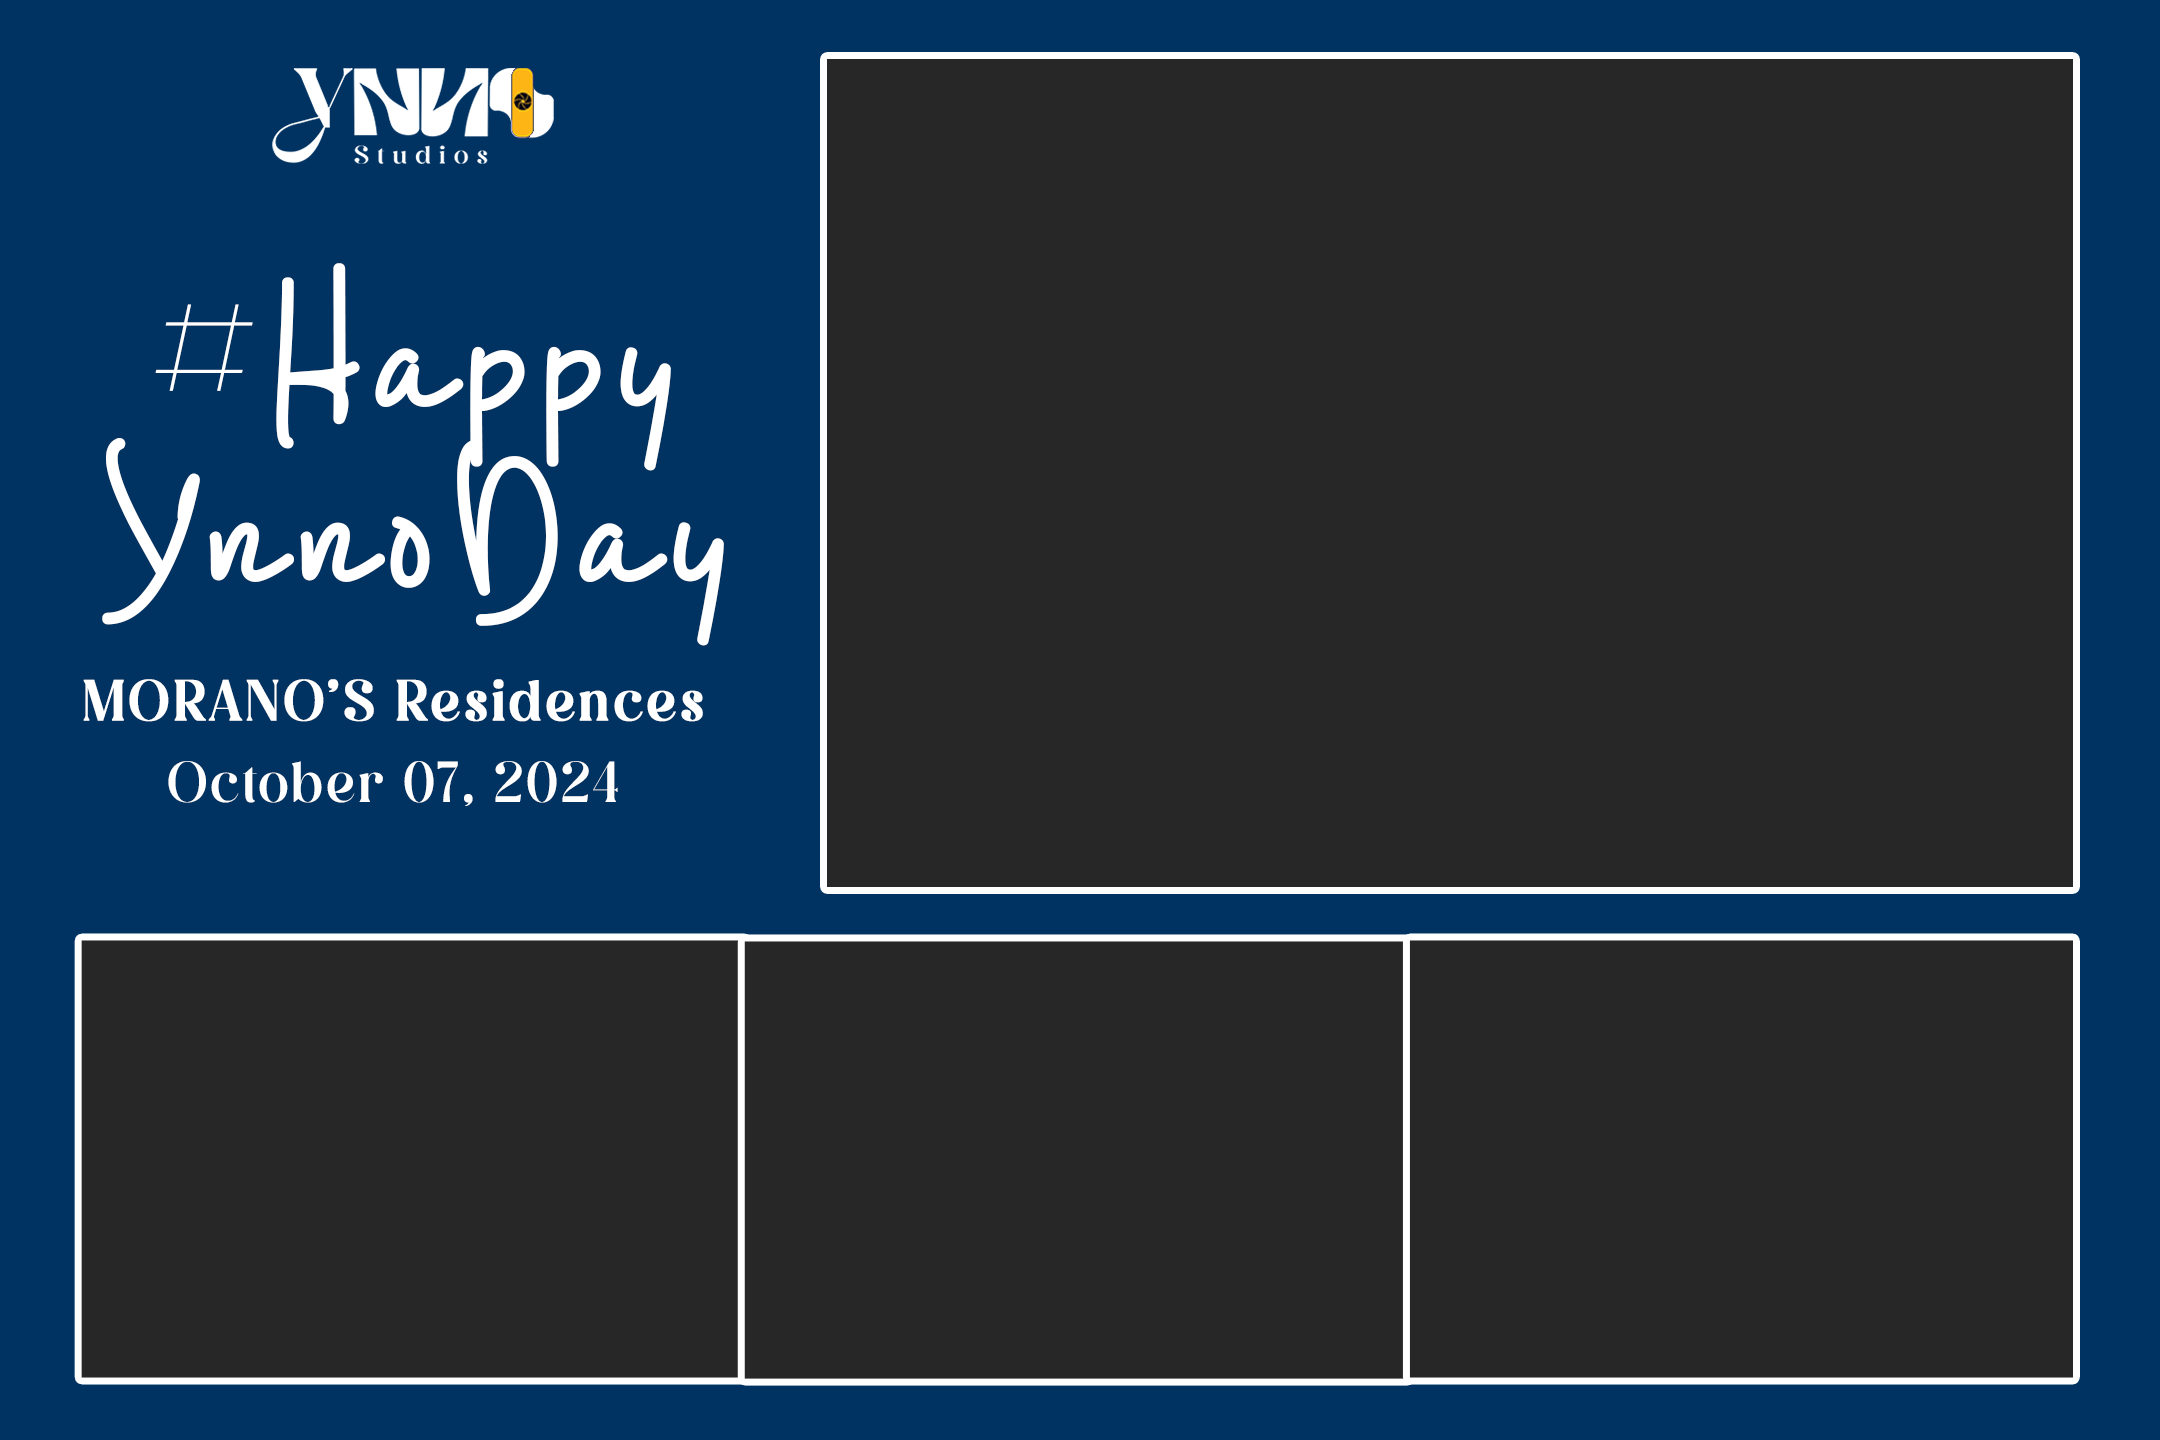 YNNO
Studios
#Happy
YnnoDay
MORANO’S Residences
October 07, 2024